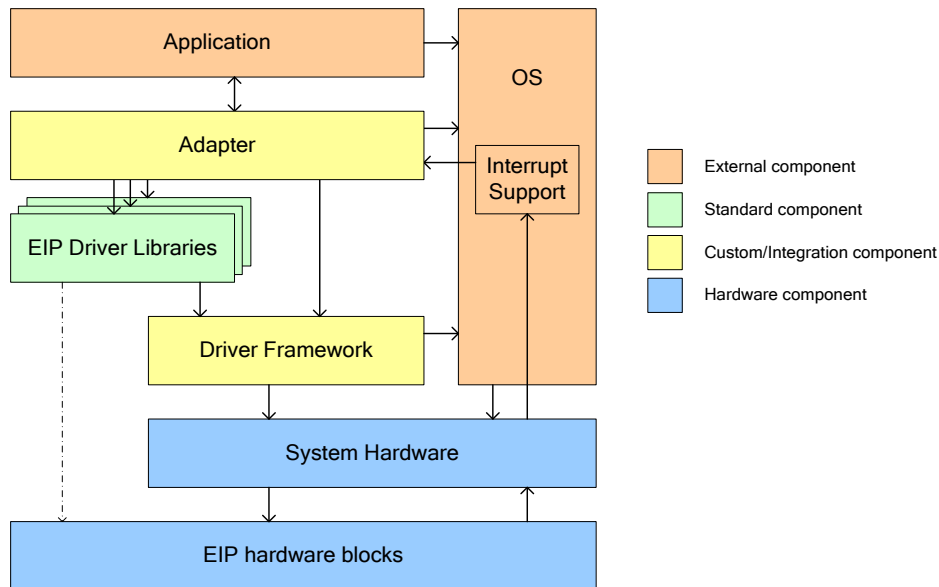 Application
OS
Adapter
Interrupt
Support
EIP Driver Libraries
Driver Framework
System Hardware
EIP hardware blocks
External component
Standard component
Custom/Integration component
Hardware component